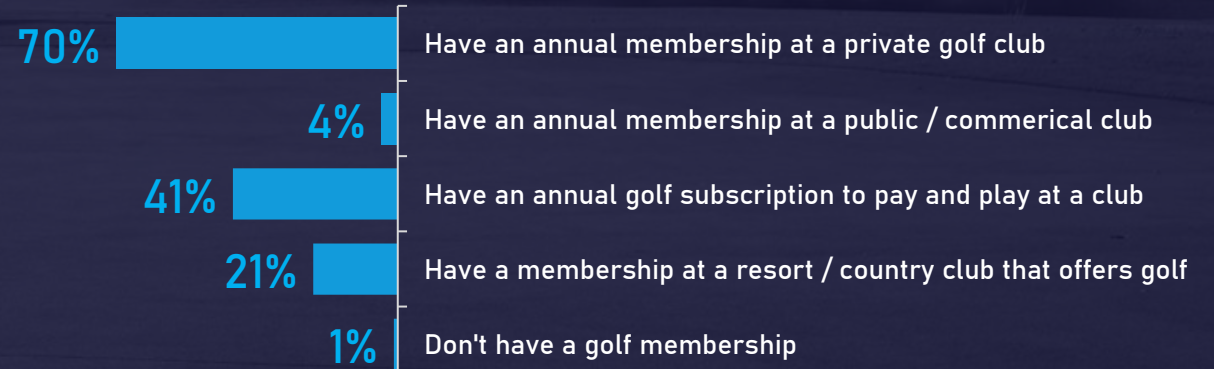 70% Have an annual membership at a private golf club
4% Have an annual membership at a public / commerical club
41% Have an annual golf subscription to pay and play at a club
21% Have a membership at a resort / country club that offers golf
1% Don't have a golf membership